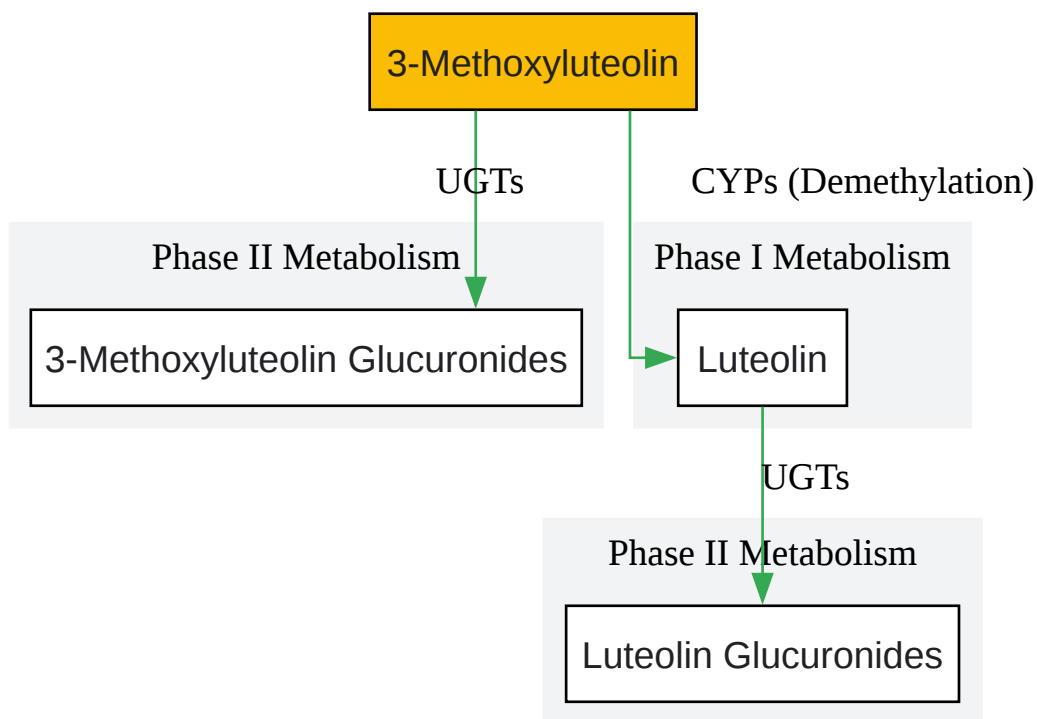 3-Methoxyluteolin
UGTs
CYPs (Demethylation)
Phase II Metabolism
Phase I Metabolism
3-Methoxyluteolin Glucuronides
Luteolin
UGTs
Phase II Metabolism
Luteolin Glucuronides